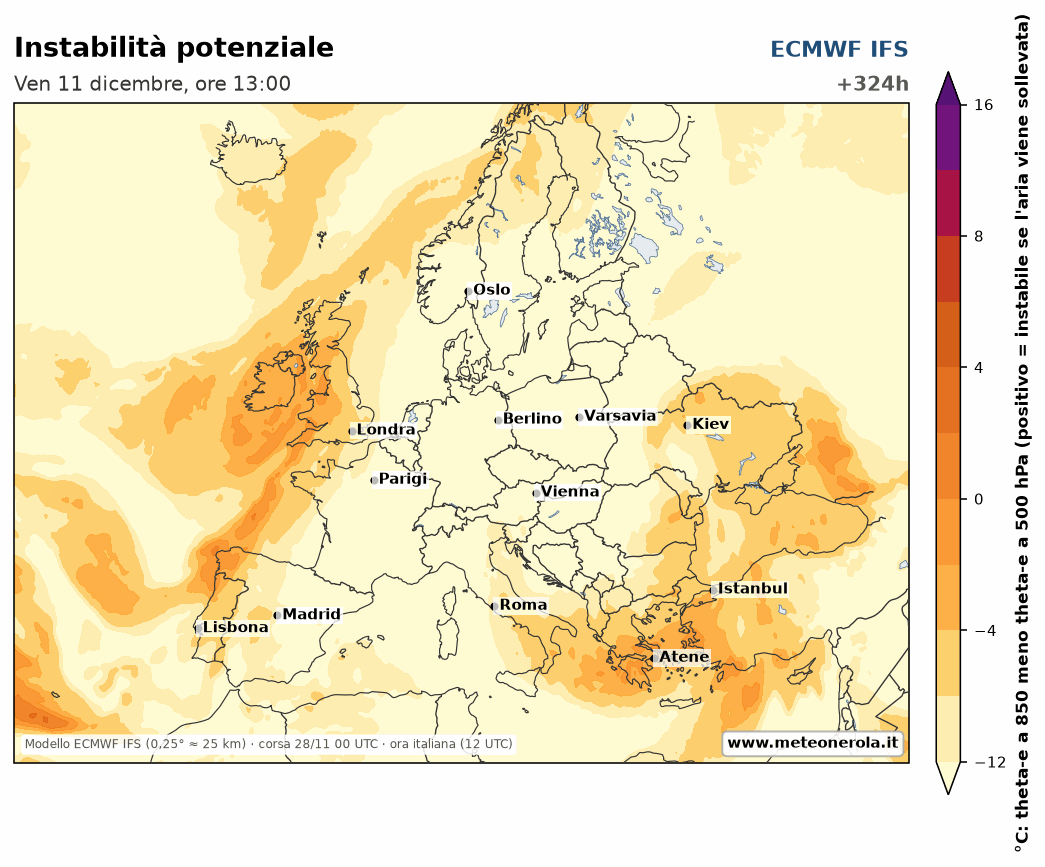 Instabilità potenziale
ECMWF IFS
Ven 11 dicembre, ore 13:00
+324h
Oslo
Berlino
Varsavia
Kiev
Londra
Parigi
Vienna
Istanbul
Roma
Madrid
Lisbona
Atene
Modello ECMWF IFS (0,25° ≈ 25 km) · corsa 28/11 00 UTC · ora italiana (12 UTC)
www.meteonerola.it
16
8
4
0
−4
−12
°C: theta-e a 850 meno theta-e a 500 hPa (positivo = instabile se l'aria viene sollevata)